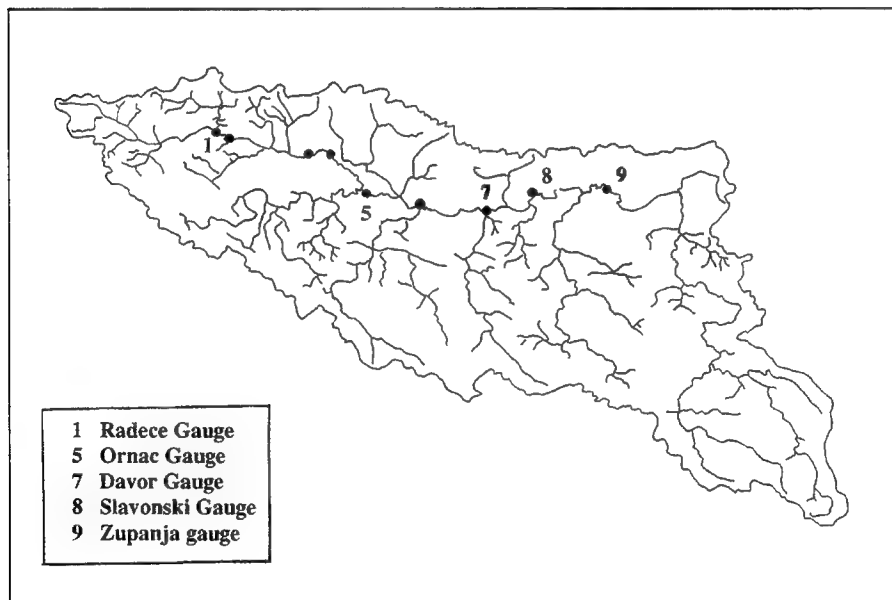 1
5
7
8
9
1 Radece Gauge
5 Ornac Gauge
7 Davor Gauge
8 Slavonski Gauge
9 Zupanja gauge